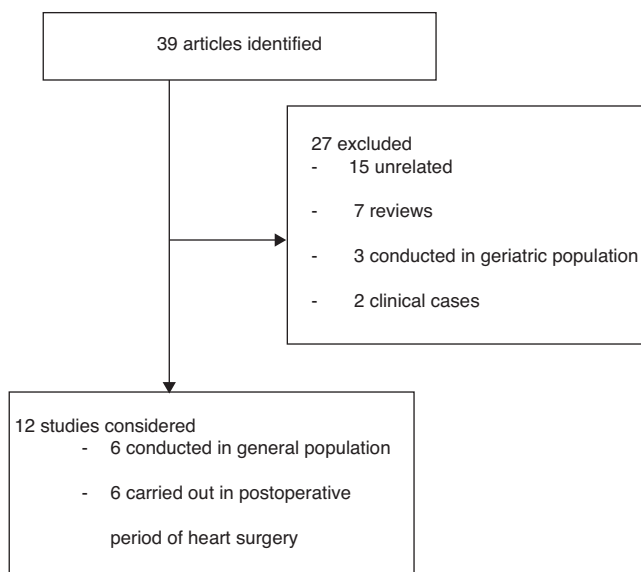 39 articles identified
27 excluded
- 15 unrelated
- 7 reviews
- 3 conducted in geriatric population
- 2 clinical cases
12 studies considered
- 6 conducted in general population
- 6 carried out in postoperative
period of heart surgery